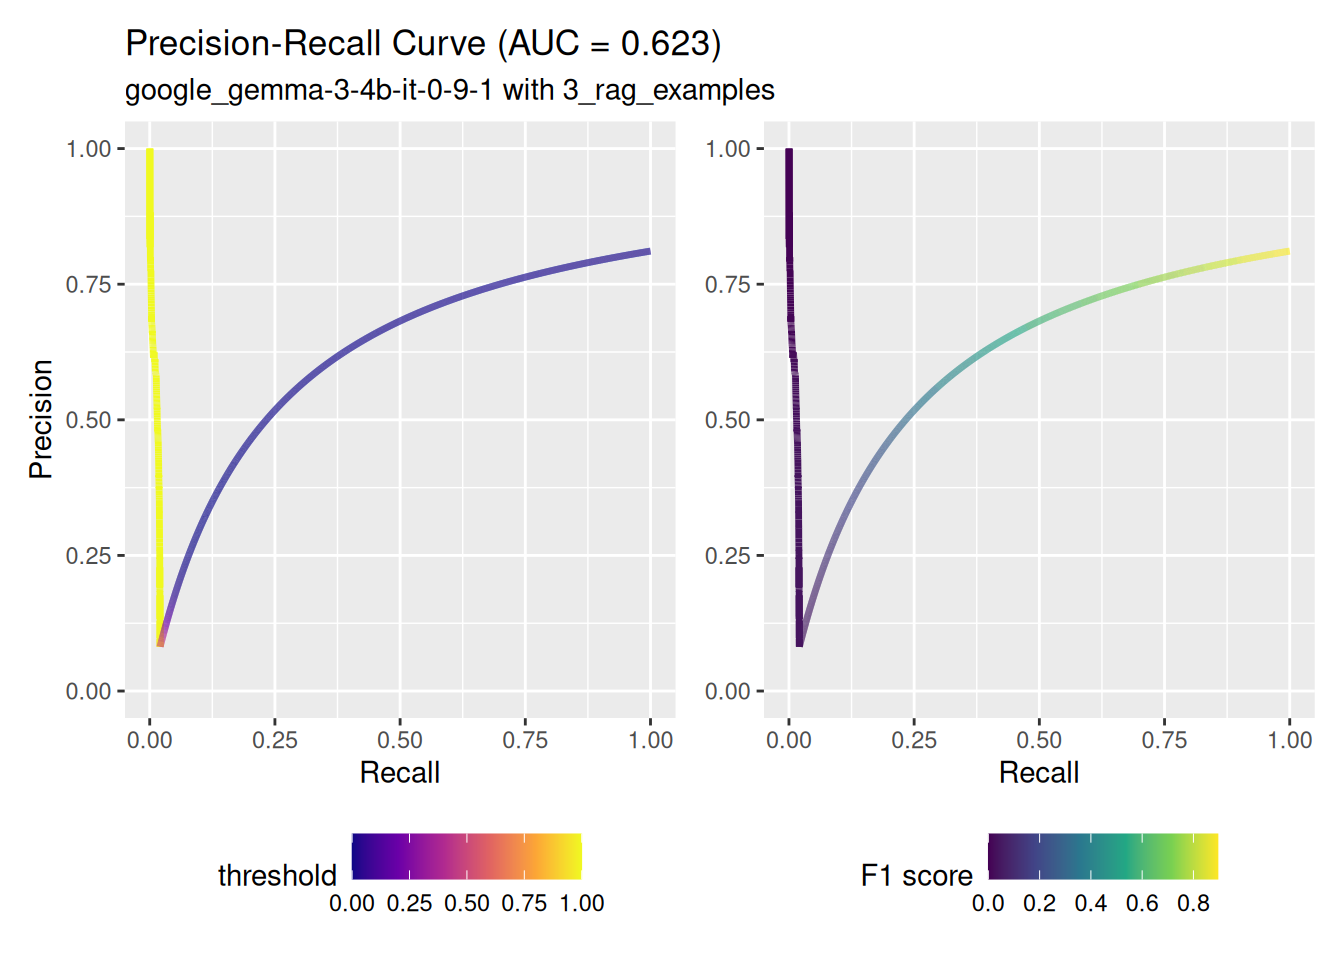 Precision-Recall Curve (AUC = 0.623)
google_gemma-3-4b-it-0-9-1 with 3_rag_examples
Precision
1.00
0.75
0.50
0.25
0.00
0.00 0.25 0.50 0.75 1.00
Recall
1.00
0.75
0.50
0.25
0.00
0.00 0.25 0.50 0.75 1.00
Recall
threshold
0.00 0.25 0.50 0.75 1.00
F1 score
0.0 0.2 0.4 0.6 0.8